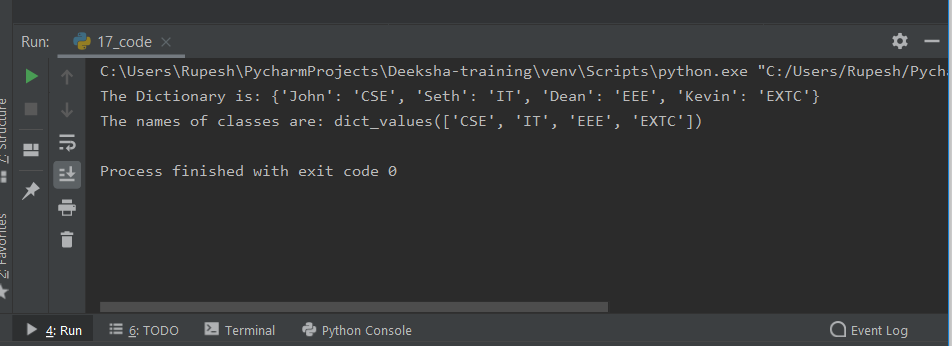 Run: 17_code
C:\Users\Rupesh\PycharmProjects\Deeksha-training\venv\Scripts\python.exe "C:/Users/Rupesh/Pych
The Dictionary is: {'John': 'CSE', 'Seth': 'IT', 'Dean': 'EEE', 'Kevin': 'EXTC'}
The names of classes are: dict_values(['CSE', 'IT', 'EEE', 'EXTC'])
Process finished with exit code 0
7: Structure
2: Favorites
4: Run 6: TODO Terminal Python Console Event Log